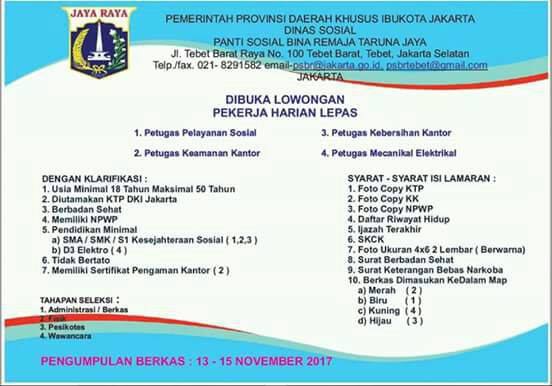 JAYA RAYA
PEMERINTAH PROVINSI DAERAH KHUSUS IBUKOTA JAKARTA
DINAS SOSIAL
PANTI SOSIAL BINA REMAJA TARUNA JAYA
Jl. Tebet Barat Raya No. 100 Tebet Barat, Tebet, Jakarta Selatan
Telp./fax. 021- 8291582 email-psbr@jakarta.go.id, psbrtebet@gmail.com
JAKARTA
DIBUKA LOWONGAN
PEKERJA HARIAN LEPAS
1. Petugas Pelayanan Sosial
2. Petugas Keamanan Kantor
3. Petugas Kebersihan Kantor
4. Petugas Mecanikal Elektrikal
DENGAN KLARIFIKASI :
1. Usia Minimal 18 Tahun Maksimal 50 Tahun
2. Diutamakan KTP DKI Jakarta
3. Berbadan Sehat
4. Memiliki NPWP
5. Pendidikan Minimal
a) SMA / SMK / S1 Kesejahteraan Sosial ( 1,2,3 )
b) D3 Elektro ( 4 )
6. Tidak Bertato
7. Memiliki Sertifikat Pengaman Kantor ( 2 )
TAHAPAN SELEKSI :
1. Administrasi / Berkas
2. Fisik
3. Pesikotes
4. Wawancara
SYARAT - SYARAT ISI LAMARAN :
1. Foto Copy KTP
2. Foto Copy KK
3. Foto Copy NPWP
4. Daftar Riwayat Hidup
5. Ijazah Terakhir
6. SKCK
7. Foto Ukuran 4x6 2 Lembar ( Berwarna)
8. Surat Berbadan Sehat
9. Surat Keterangan Bebas Narkoba
10. Berkas Dimasukan KeDalam Map
a) Merah ( 2 )
b) Biru ( 1 )
c) Kuning ( 4 )
d) Hijau ( 3 )
PENGUMPULAN BERKAS : 13 - 15 NOVEMBER 2017